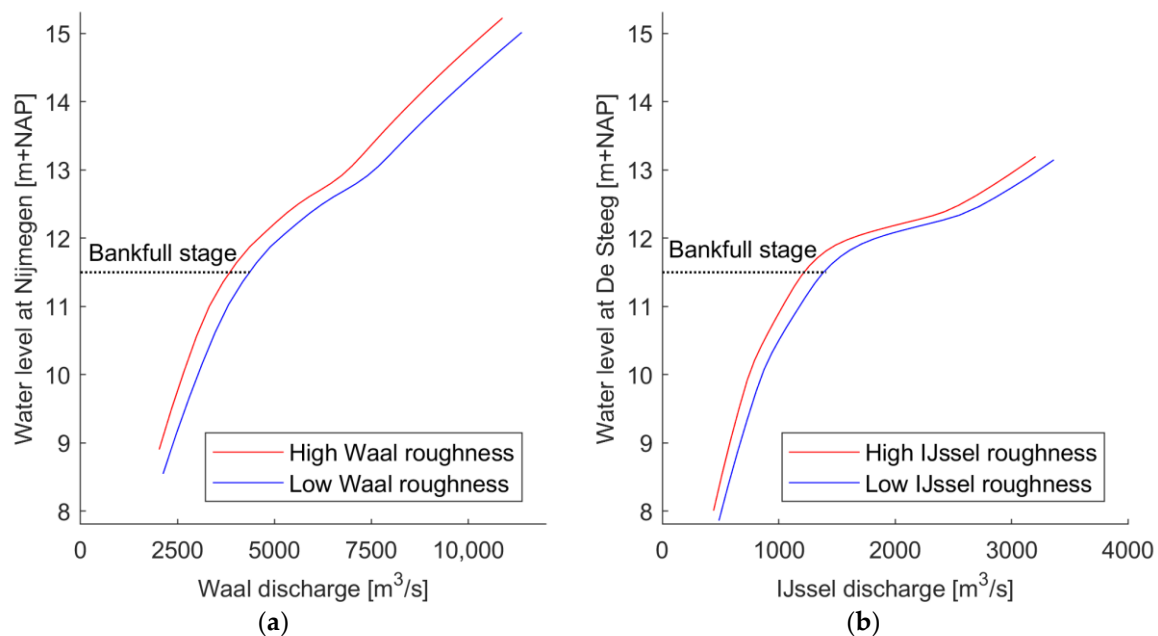 15
14
13
12
11
10
9
8
Water level at Nijmegen [m+NAP]
Bankfull stage
High Waal roughness
Low Waal roughness
0
2500
5000
7500
10,000
Waal discharge [m³/s]
(a)
15
14
13
12
11
10
9
8
Water level at De Steeg [m+NAP]
Bankfull stage
High IJssel roughness
Low IJssel roughness
0
1000
2000
3000
4000
IJssel discharge [m³/s]
(b)